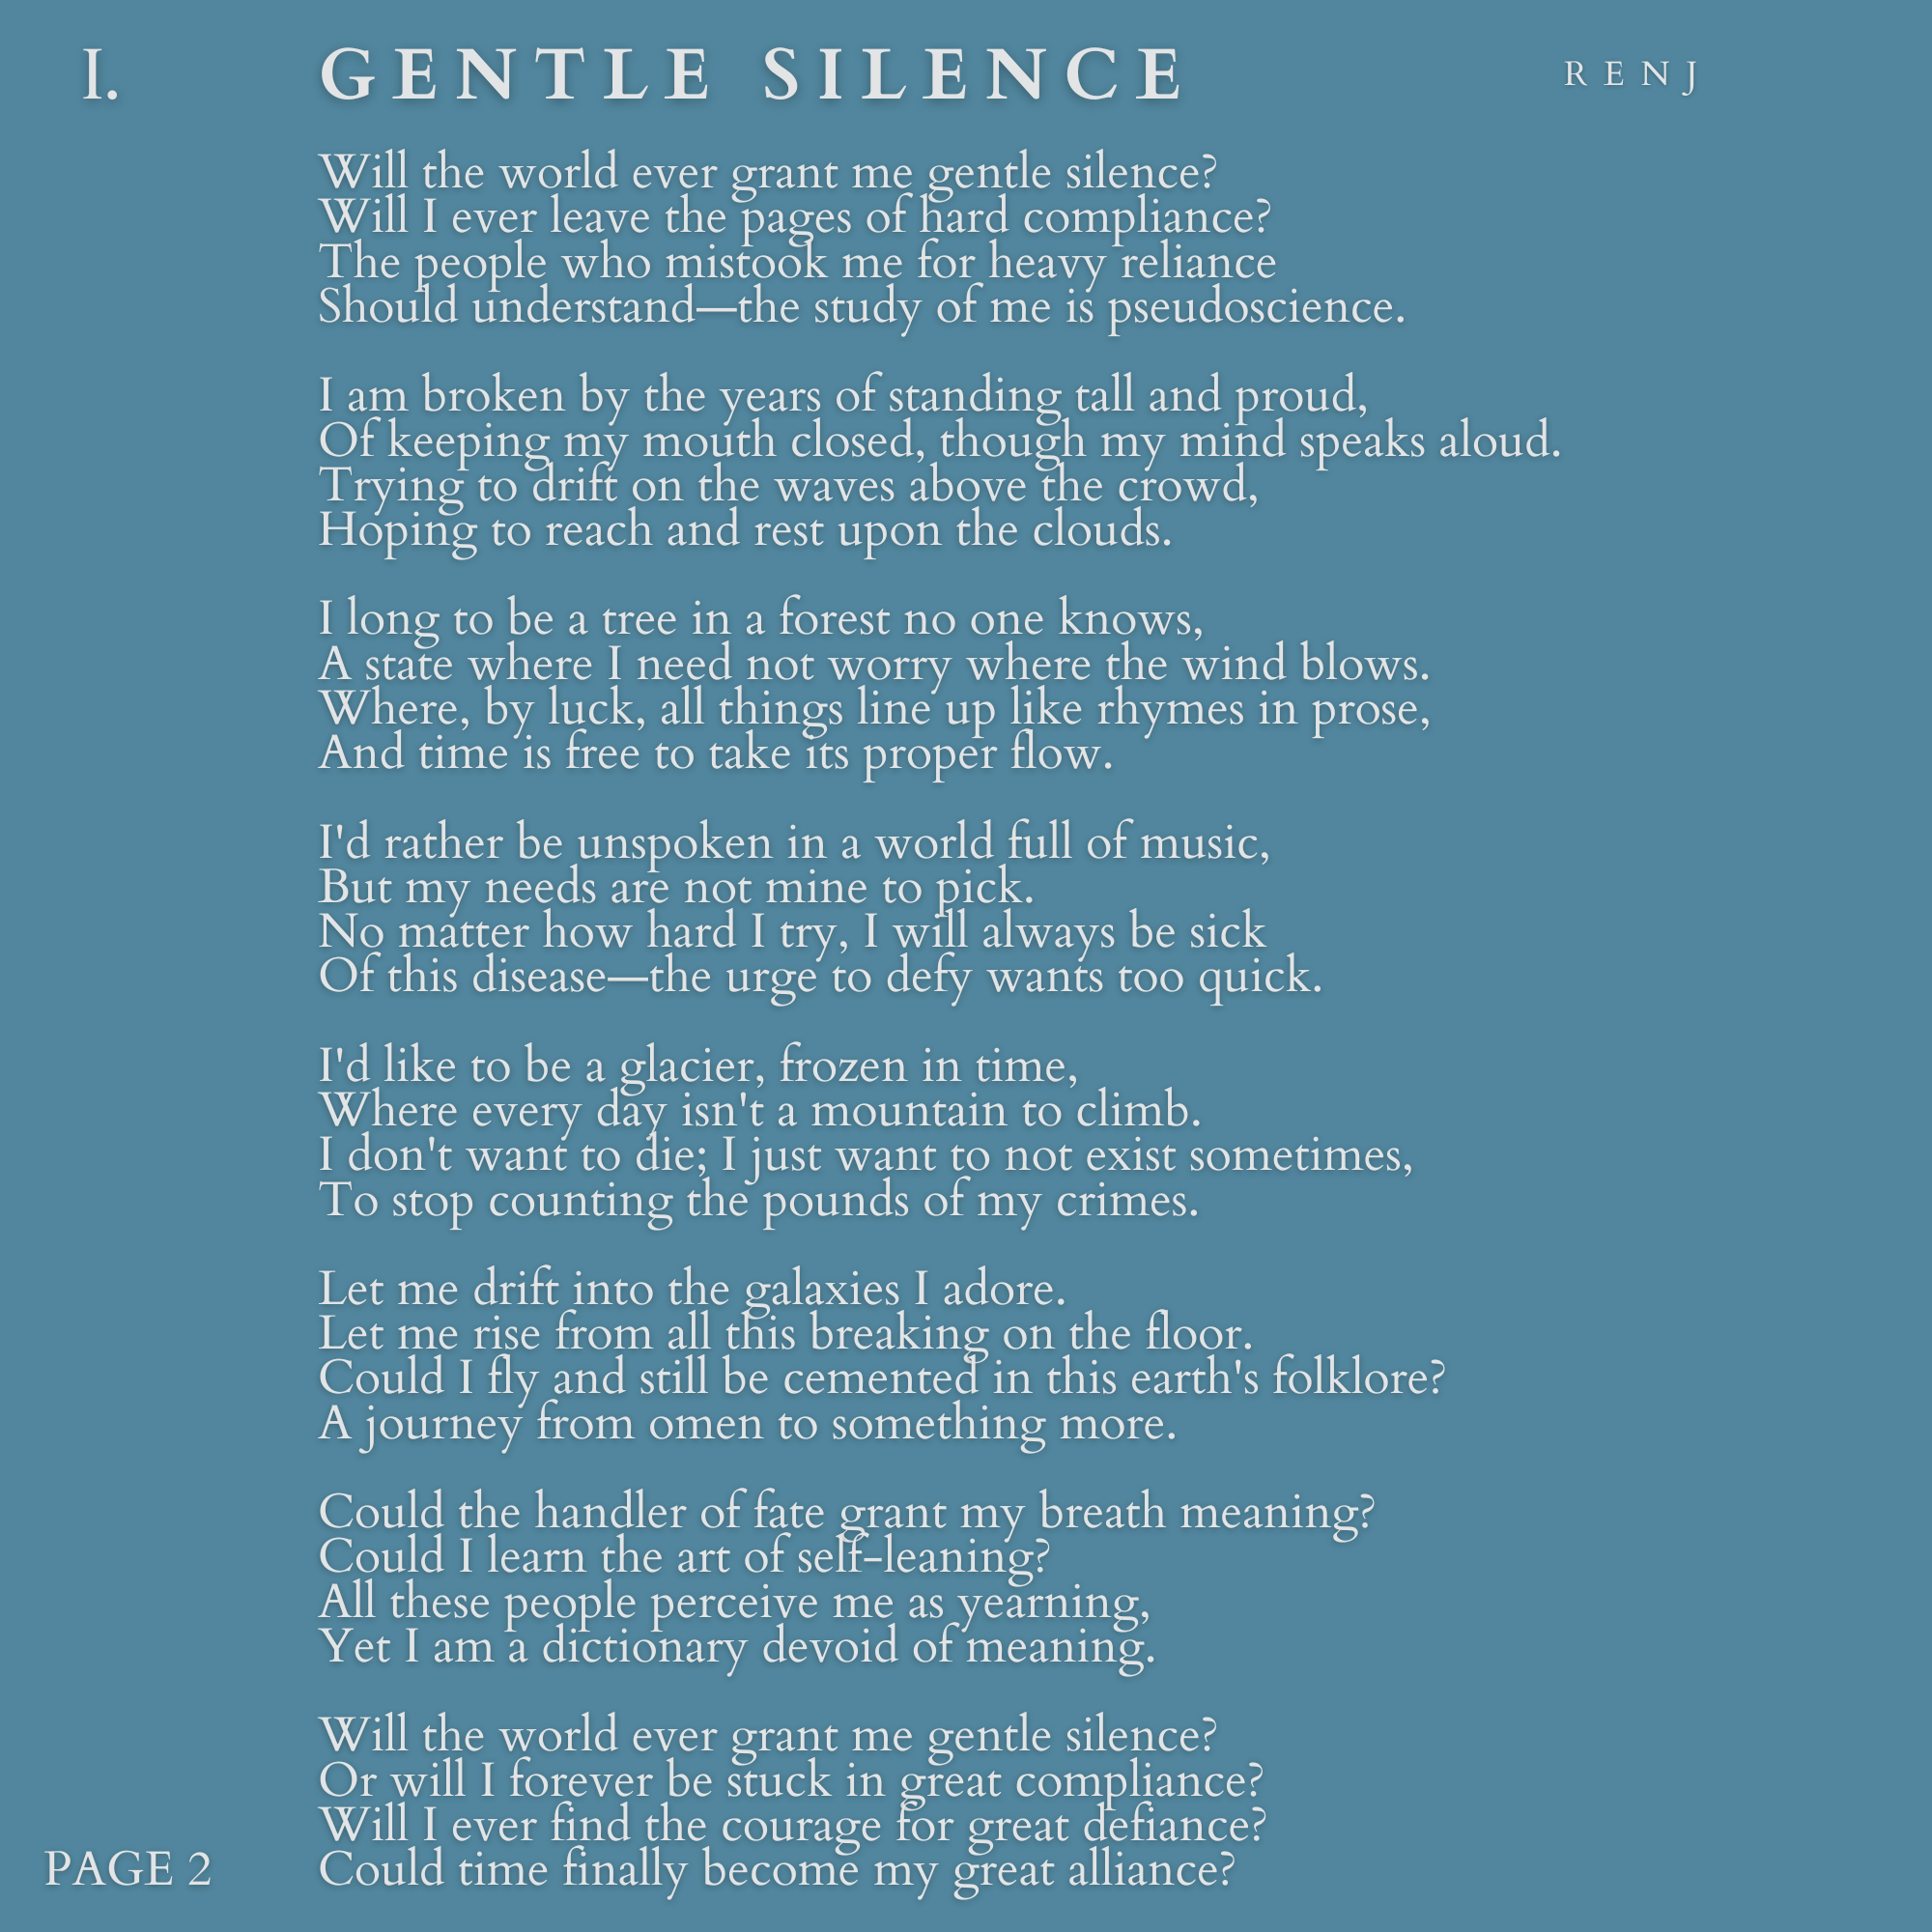 I. GENTLE SILENCE RENJ
Will the world ever grant me gentle silence?
Will I ever leave the pages of hard compliance?
The people who mistook me for heavy reliance
Should understand—the study of me is pseudoscience.
I am broken by the years of standing tall and proud,
Of keeping my mouth closed, though my mind speaks aloud.
Trying to drift on the waves above the crowd,
Hoping to reach and rest upon the clouds.
I long to be a tree in a forest no one knows,
A state where I need not worry where the wind blows.
Where, by luck, all things line up like rhymes in prose,
And time is free to take its proper flow.
I'd rather be unspoken in a world full of music,
But my needs are not mine to pick.
No matter how hard I try, I will always be sick
Of this disease—the urge to defy wants too quick.
I'd like to be a glacier, frozen in time,
Where every day isn't a mountain to climb.
I don't want to die; I just want to not exist sometimes,
To stop counting the pounds of my crimes.
Let me drift into the galaxies I adore.
Let me rise from all this breaking on the floor.
Could I fly and still be cemented in this earth's folklore?
A journey from omen to something more.
Could the handler of fate grant my breath meaning?
Could I learn the art of self-leaning?
All these people perceive me as yearning,
Yet I am a dictionary devoid of meaning.
Will the world ever grant me gentle silence?
Or will I forever be stuck in great compliance?
Will I ever find the courage for great defiance?
Could time finally become my great alliance?
PAGE 2